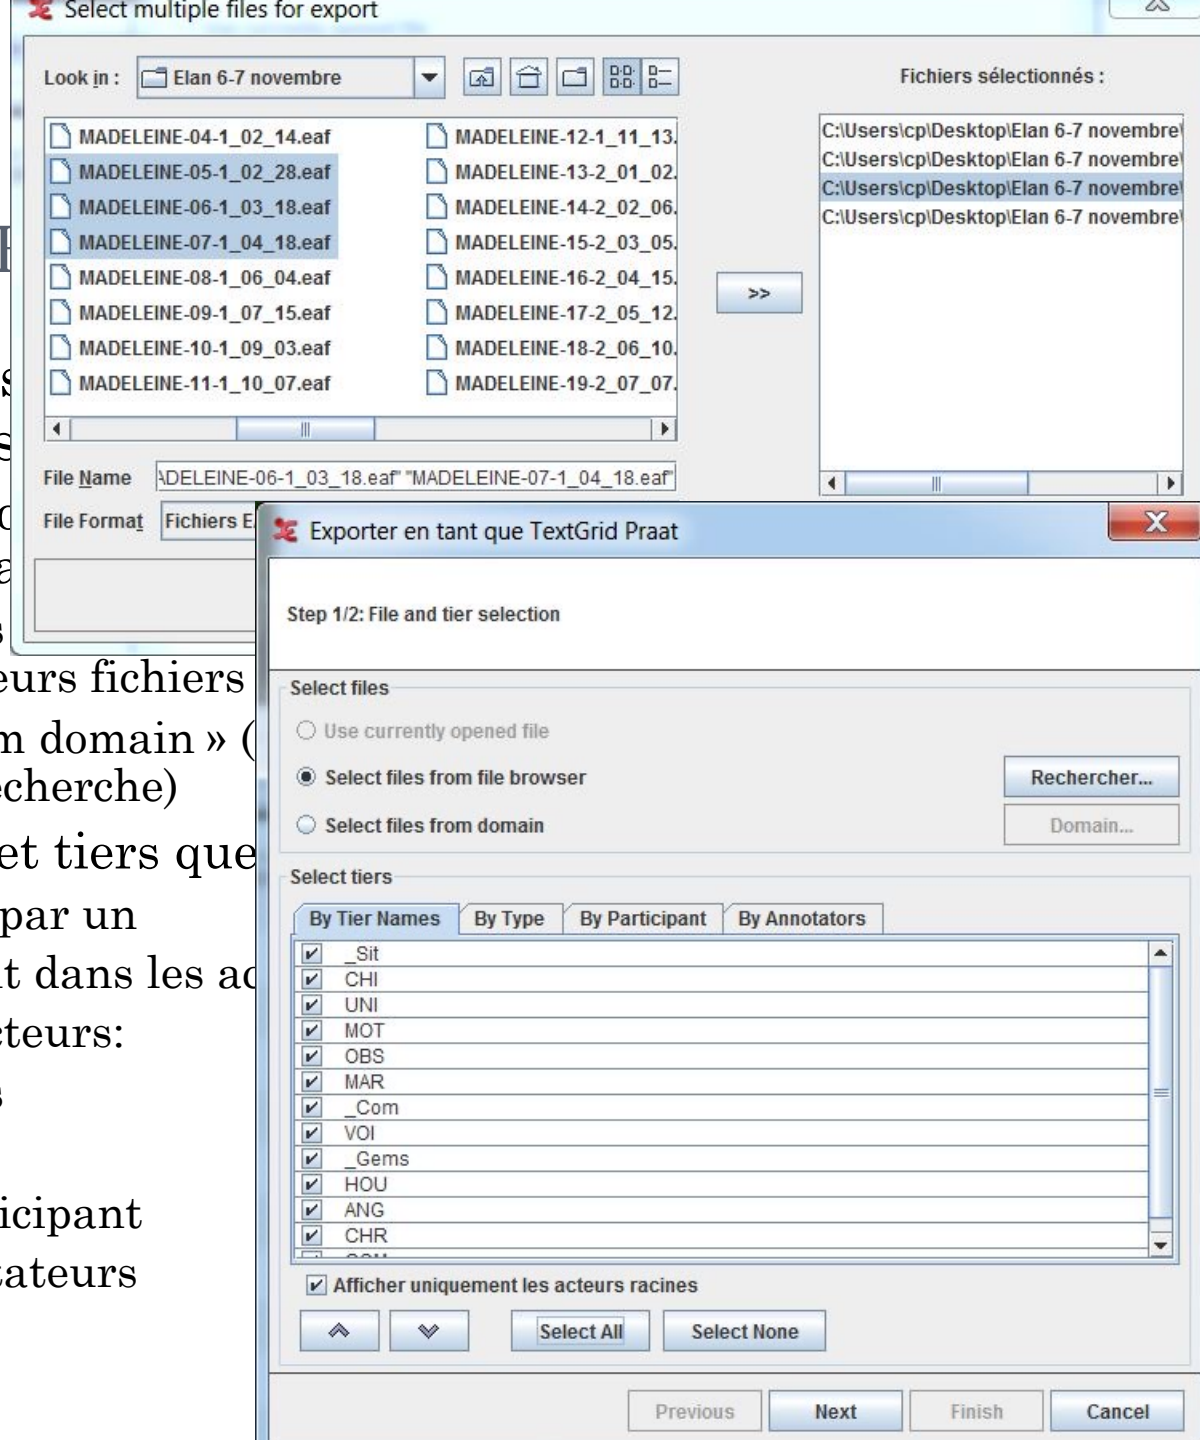 Select multiple files for export
Look in : Elan 6-7 novembre
Fichiers sélectionnés :
MADELEINE-04-1_02_14.eaf
MADELEINE-05-1_02_28.eaf
MADELEINE-06-1_03_18.eaf
MADELEINE-07-1_04_18.eaf
MADELEINE-08-1_06_04.eaf
MADELEINE-09-1_07_15.eaf
MADELEINE-10-1_09_03.eaf
MADELEINE-11-1_10_07.eaf
MADELEINE-12-1_11_13.
MADELEINE-13-2_01_02.
MADELEINE-14-2_02_06.
MADELEINE-15-2_03_05.
MADELEINE-16-2_04_15.
MADELEINE-17-2_05_12.
MADELEINE-18-2_06_10.
MADELEINE-19-2_07_07.
>>
C:\Users\cp\Desktop\Elan 6-7 novembre\
C:\Users\cp\Desktop\Elan 6-7 novembre\
C:\Users\cp\Desktop\Elan 6-7 novembre\
C:\Users\cp\Desktop\Elan 6-7 novembre\
File Name ADELEINE-06-1_03_18.eaf" "MADELEINE-07-1_04_18.eaf"
File Format Fichiers E
eurs fichiers
m domain » (
echerche)
et tiers que
par un
t dans les ac
cteurs:
s
icipant
tateurs
Exporter en tant que TextGrid Praat
Step 1/2: File and tier selection
Select files
Use currently opened file
Select files from file browser Rechercher...
Select files from domain Domain...
Select tiers
By Tier Names By Type By Participant By Annotators
_Sit
CHI
UNI
MOT
OBS
MAR
_Com
VOI
_Gems
HOU
ANG
CHR
Afficher uniquement les acteurs racines
Select All Select None
Previous Next Finish Cancel